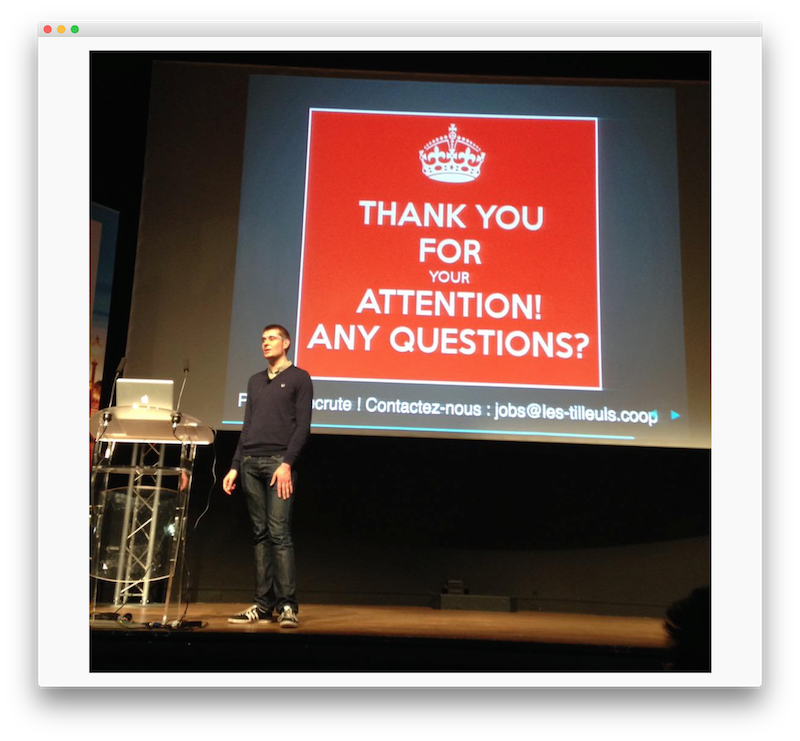 THANK YOU
FOR
YOUR
ATTENTION!
ANY QUESTIONS?
! Contactez-nous : jobs@les-tilleuls.coop